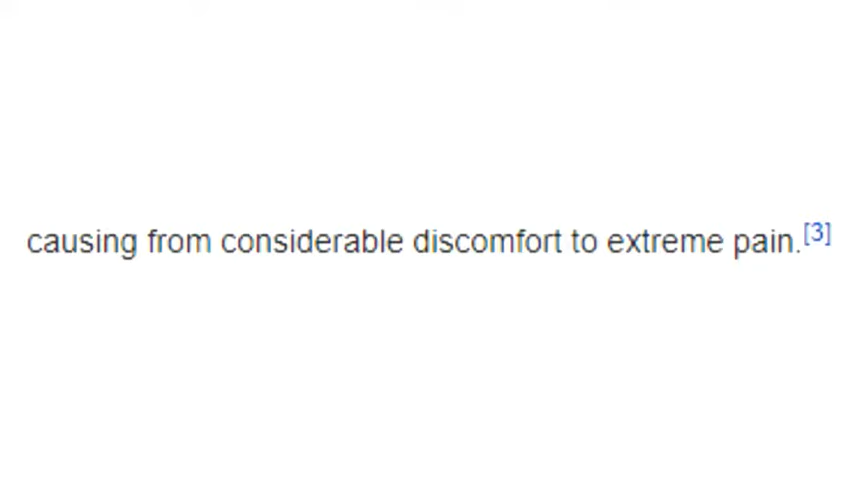 causing from considerable discomfort to extreme pain.[3]